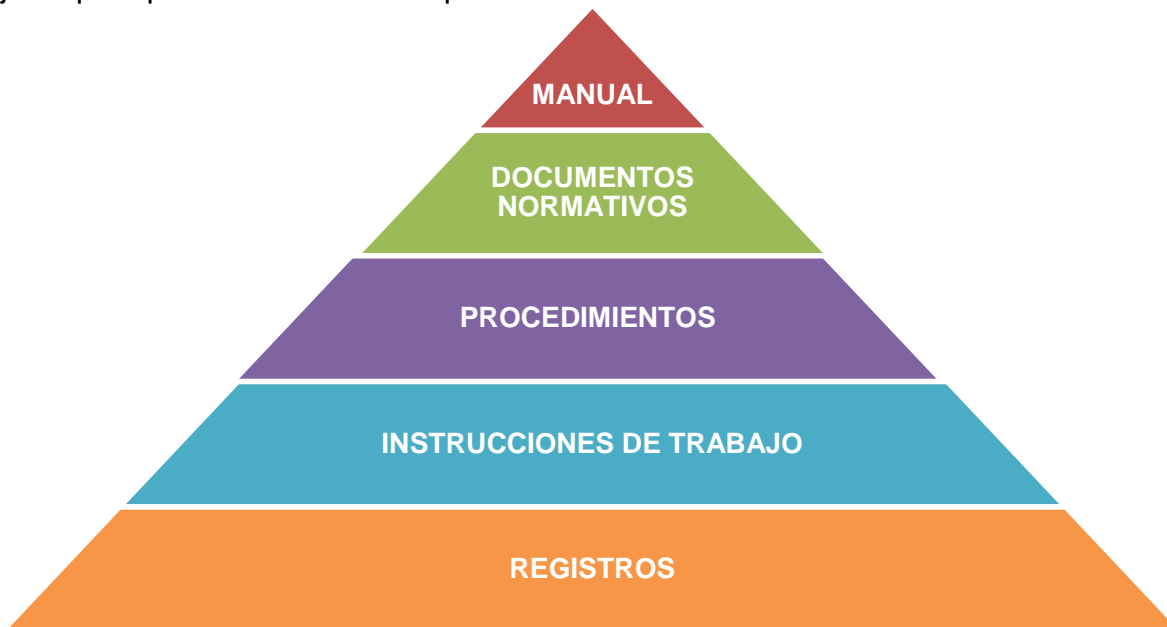 MANUAL
DOCUMENTOS
NORMATIVOS
PROCEDIMIENTOS
INSTRUCCIONES DE TRABAJO
REGISTROS